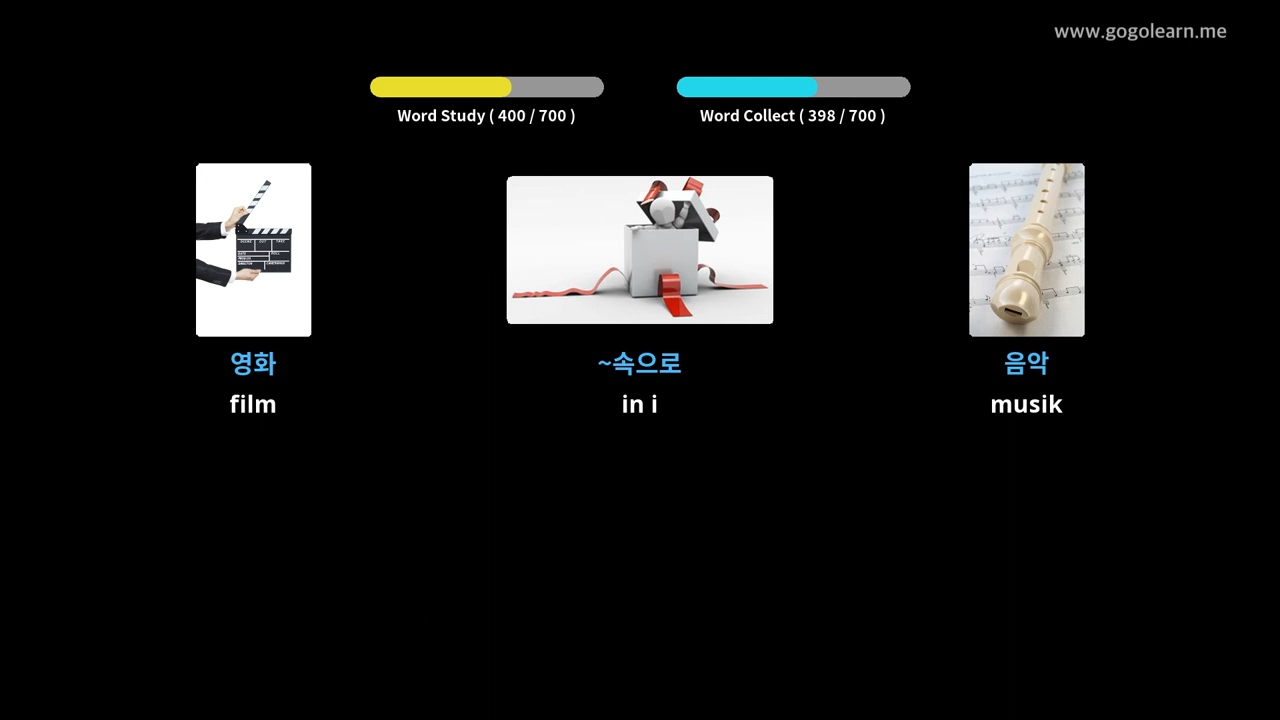 www.gogolearn.me
Word Study ( 400 / 700 )
Word Collect ( 398 / 700 )
영화
film
~속으로
in i
음악
musik